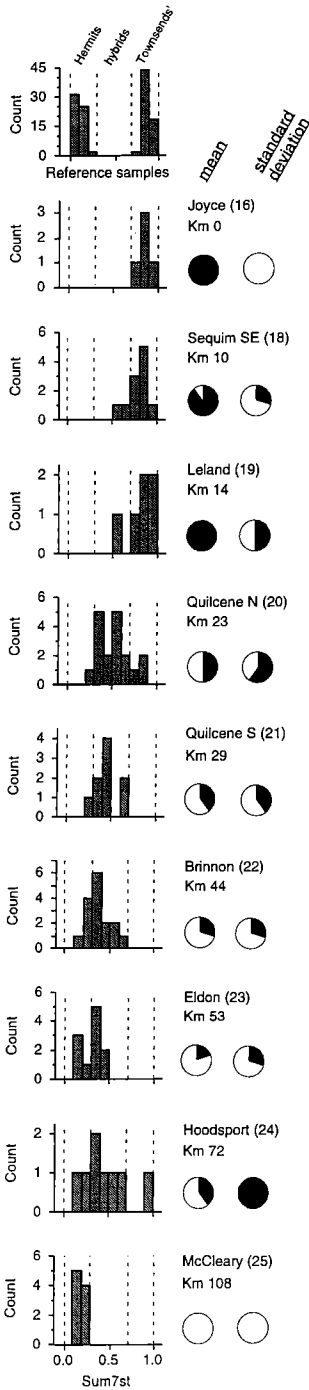 Hermits
hybrids
Townsends'
45
30
15
0
Count
Reference samples
mean
standard deviation
Joyce (16)
Km 0
3
2
1
0
Count
Sequim SE (18)
Km 10
6
4
2
0
Count
Leland (19)
Km 14
2
1
0
Count
Quilcene N (20)
Km 23
6
4
2
0
Count
Quilcene S (21)
Km 29
4
3
2
1
0
Count
Brinnon (22)
Km 44
6
4
2
0
Count
Eldon (23)
Km 53
6
4
2
0
Count
Hoodsport (24)
Km 72
2
1
0
Count
McCleary (25)
Km 108
6
4
2
0
Count
0.0 0.5 1.0
Sum7st